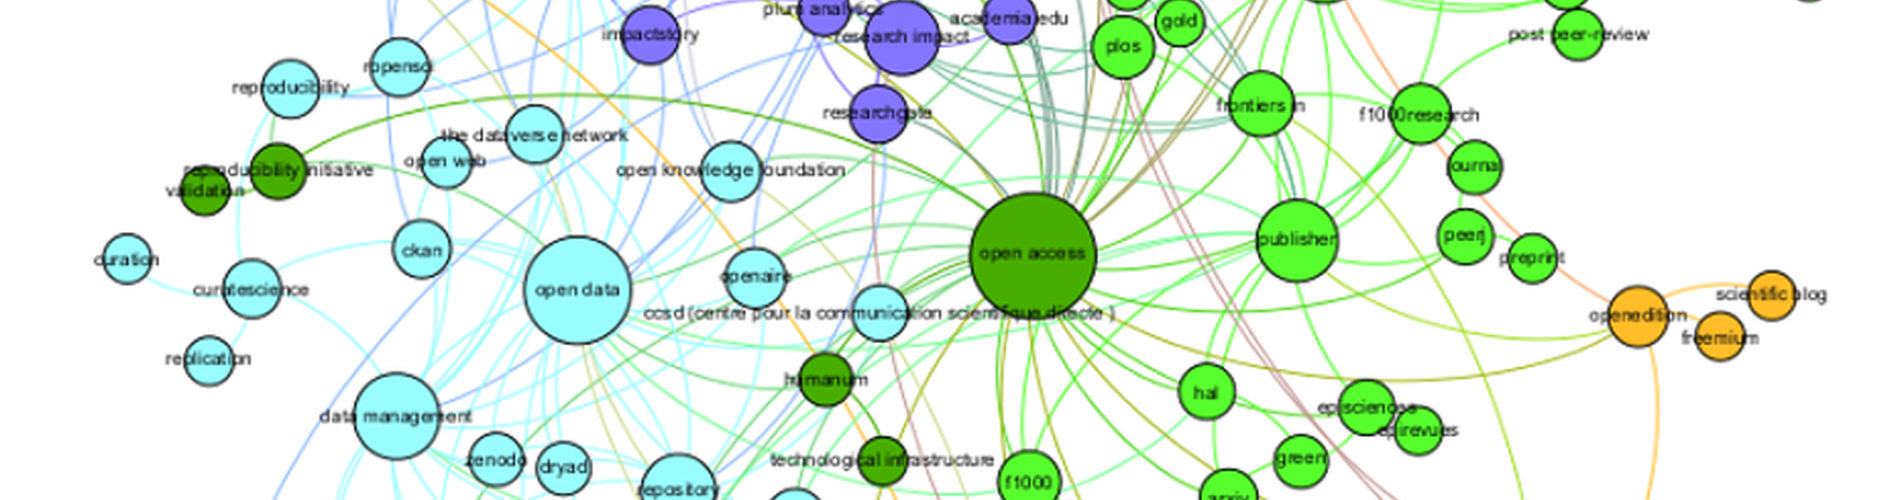 plum analytics
academia edu
gold
impactstory
research impact
plos
post peer-review
ropensci
reproducibility
frontiers in
researchgate
f1000research
the dataverse network
open web
reproducibility initiative
open knowledge foundation
journal
validation
publisher
peerj
ckan
open access
preprint
curation
openaire
curatescience
open data
scientific blog
ccsd (centre pour la communication scientifique directe )
openedition
freemium
replication
humanum
hal
episciences
data management
epirevues
zenodo
dryad
technological infrastructure
green
f1000
repository
arxiv